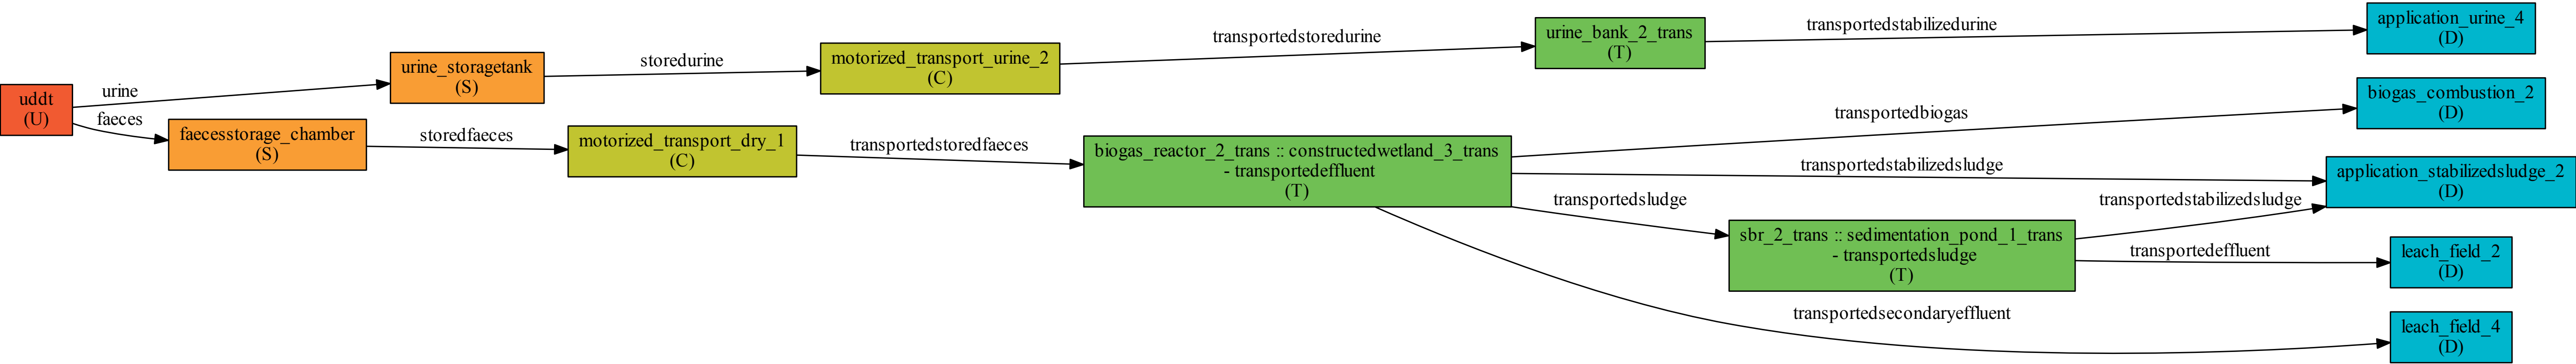 uddt
(U)
urine
faeces
urine_storagetank
(S)
faecesstorage_chamber
(S)
storedurine
storedfaeces
motorized_transport_urine_2
(C)
motorized_transport_dry_1
(C)
transportedstoredurine
transportedstoredfaeces
urine_bank_2_trans
(T)
biogas_reactor_2_trans :: constructedwetland_3_trans
- transportedeffluent
(T)
transportedstabilizedurine
transportedbiogas
transportedstabilizedsludge
transportedsludge
sbr_2_trans :: sedimentation_pond_1_trans
- transportedsludge
(T)
transportedstabilizedsludge
transportedeffluent
transportedsecondaryeffluent
application_urine_4
(D)
biogas_combustion_2
(D)
application_stabilizedsludge_2
(D)
leach_field_2
(D)
leach_field_4
(D)